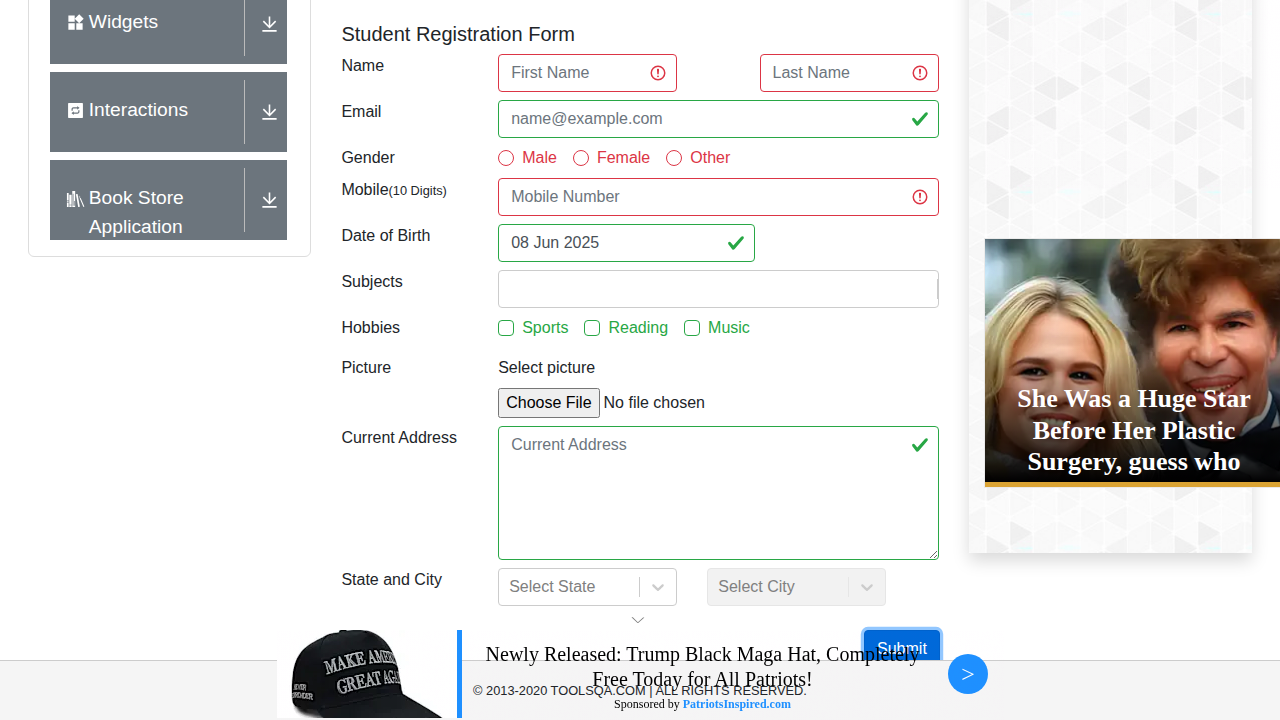 Widgets
Interactions
Book Store
Application
Student Registration Form
Name
First Name
Last Name
Email
name@example.com
Gender
Male
Female
Other
Mobile(10 Digits)
Mobile Number
Date of Birth
08 Jun 2025
Subjects
Hobbies
Sports
Reading
Music
Picture
Select picture
Choose File
No file chosen
Current Address
Current Address
State and City
Select State
Select City
Submit
© 2013-2020 TOOLSQA.COM | ALL RIGHTS RESERVED.
MAKE AMERI
GREAT AGA
Newly Released: Trump Black Maga Hat, Completely
Free Today for All Patriots!
Sponsored by PatriotsInspired.com
>
She Was a Huge Star
Before Her Plastic
Surgery, guess who